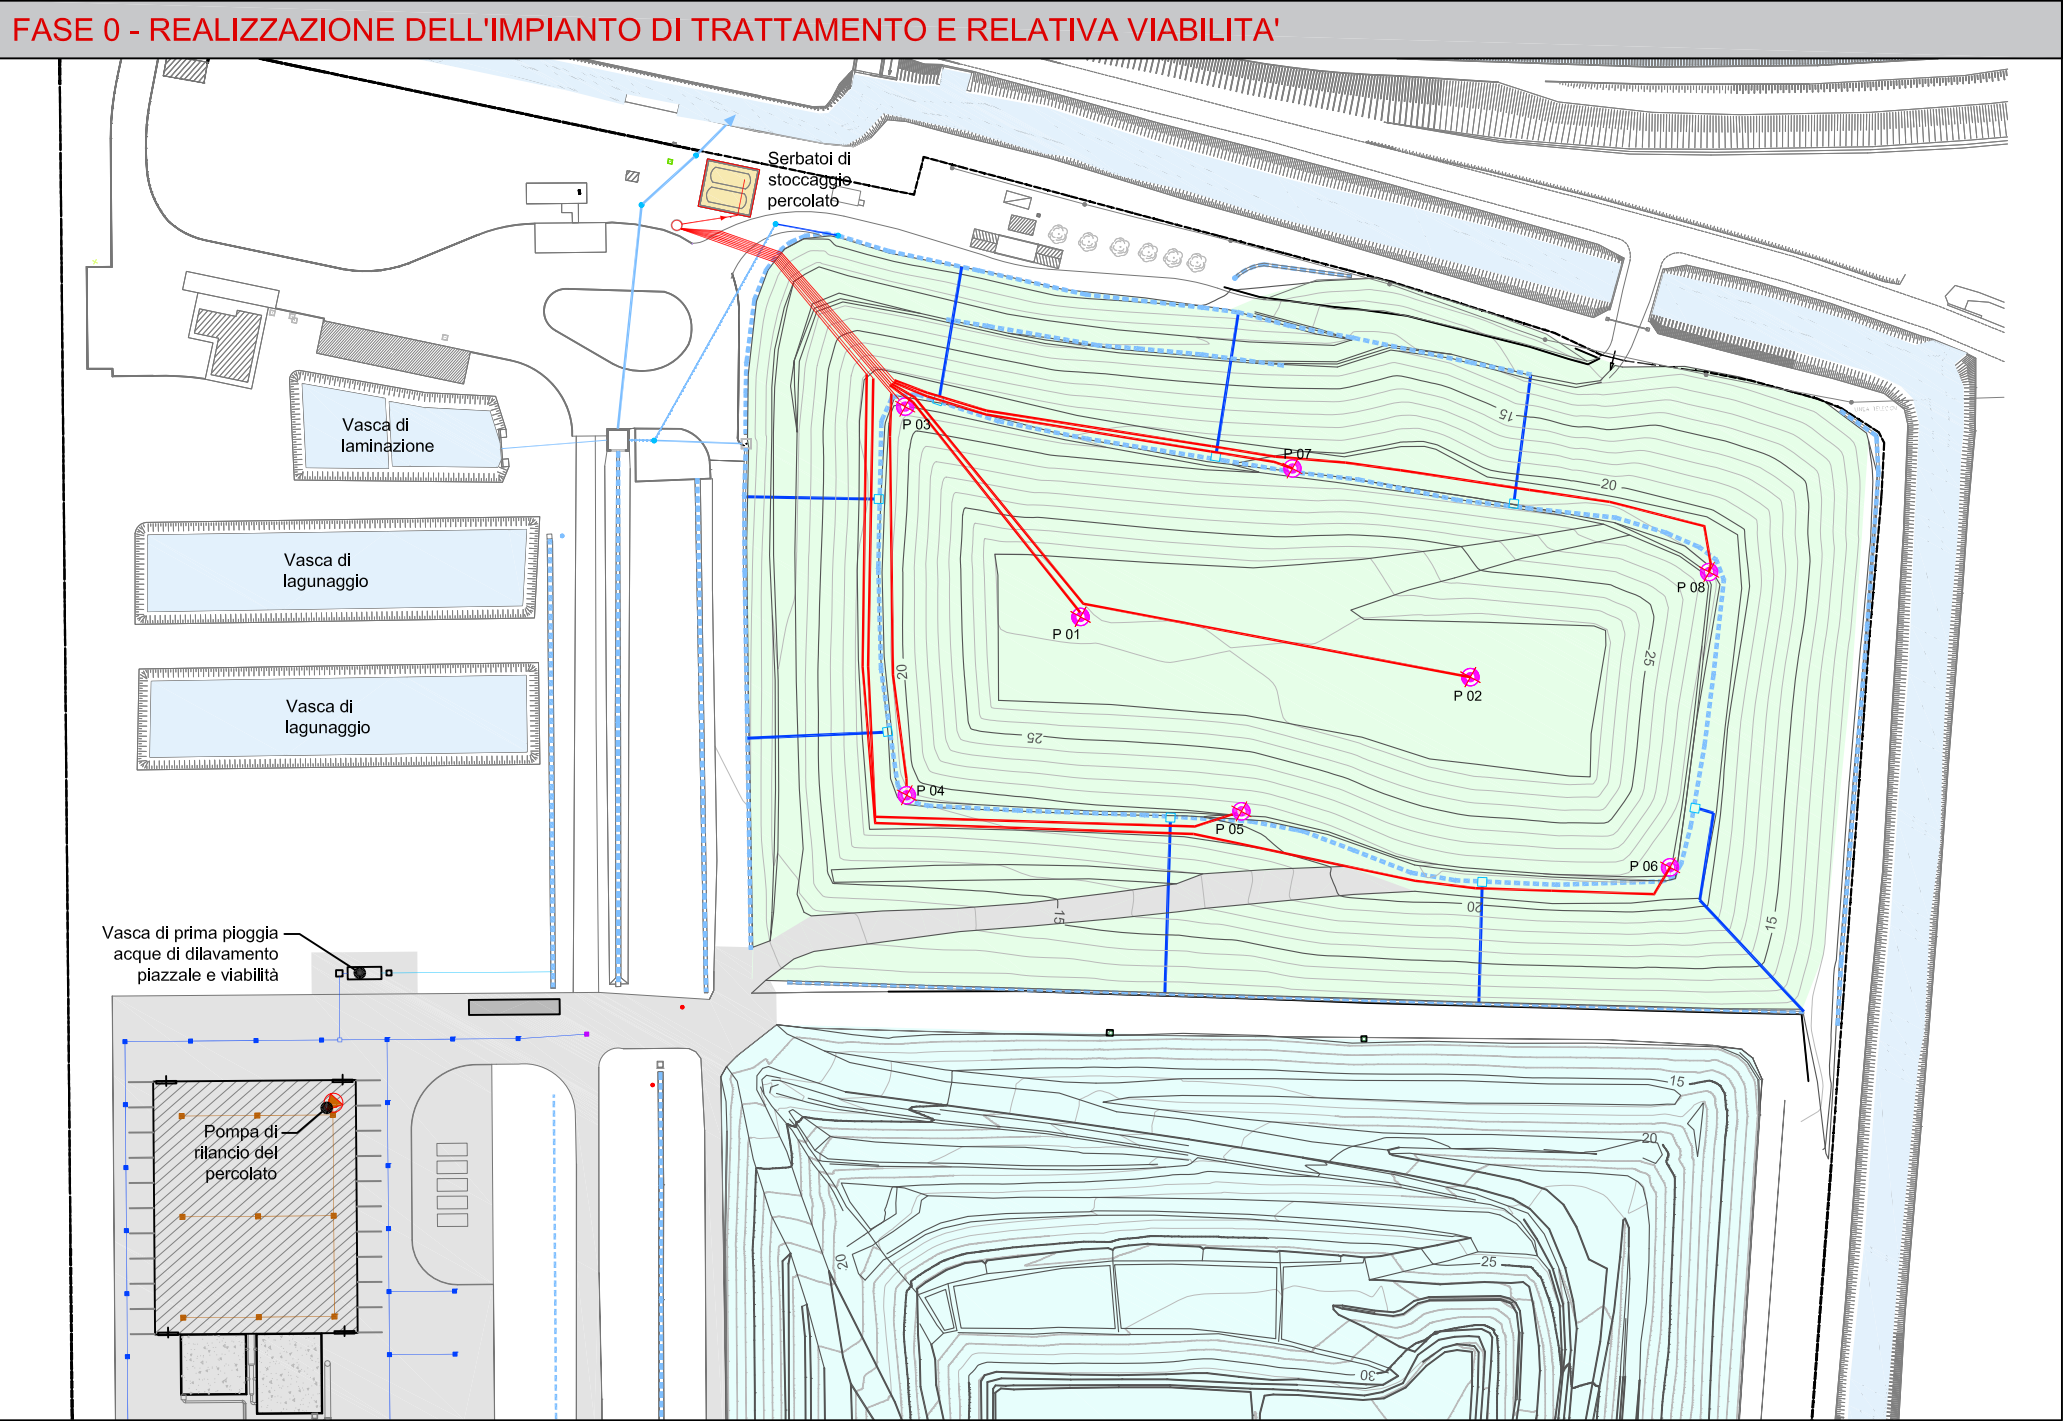 FASE 0 - REALIZZAZIONE DELL'IMPIANTO DI TRATTAMENTO E RELATIVA VIABILITA'
Serbatoi di
stoccaggio
percolato
Vasca di
laminazione
P 03
P 07
15
20
Vasca di
lagunaggio
P 08
P 01
20
25
P 02
Vasca di
lagunaggio
25
P 04
P 05
P 06
20
15
15
Vasca di prima pioggia
acque di dilavamento
piazzale e viabilità
15
Pompa di
rilancio del
percolato
20
20
25
30